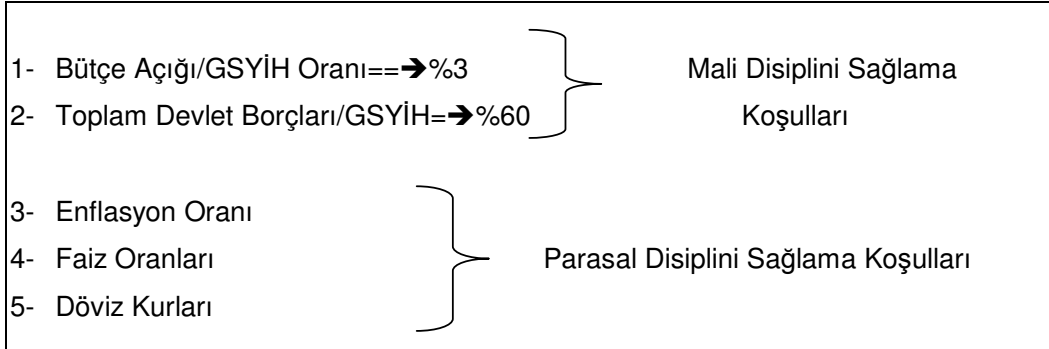 1- Bütçe Açığı/GSYİH Oranı==➔%3 Mali Disiplini Sağlama
2- Toplam Devlet Borçları/GSYİH=➔%60 Koşulları
3- Enflasyon Oranı
4- Faiz Oranları Parasal Disiplini Sağlama Koşulları
5- Döviz Kurları